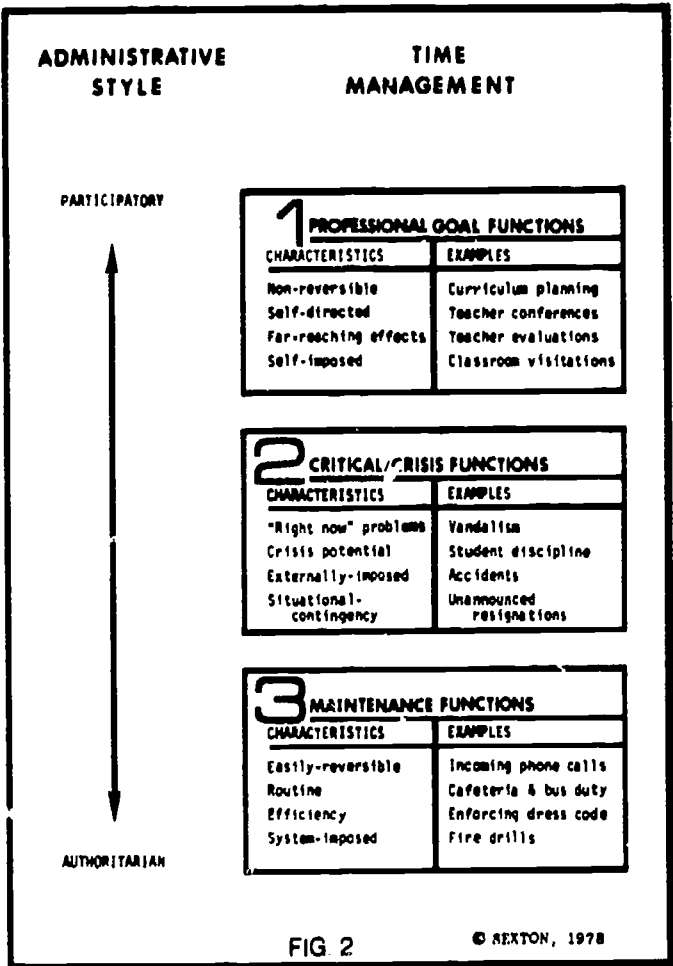 ADMINISTRATIVE
STYLE
TIME
MANAGEMENT
PARTICIPATORY
1 PROFESSIONAL GOAL FUNCTIONS
CHARACTERISTICS
Non-reversible
Self-directed
Far-reaching effects
Self-imposed
EXAMPLES
Curriculum planning
Teacher conferences
Teacher evaluations
Classroom visitations
2 CRITICAL/CRISIS FUNCTIONS
CHARACTERISTICS
"Right now" problems
Crisis potential
Externally-imposed
Situational-
contingency
EXAMPLES
Vandalism
Student discipline
Accidents
Unannounced
resignations
3 MAINTENANCE FUNCTIONS
CHARACTERISTICS
Easily-reversible
Routine
Efficiency
System-imposed
EXAMPLES
Incoming phone calls
Cafeteria & bus duty
Enforcing dress code
Fire drills
AUTHORITARIAN
FIG. 2
© SEXTON, 1978